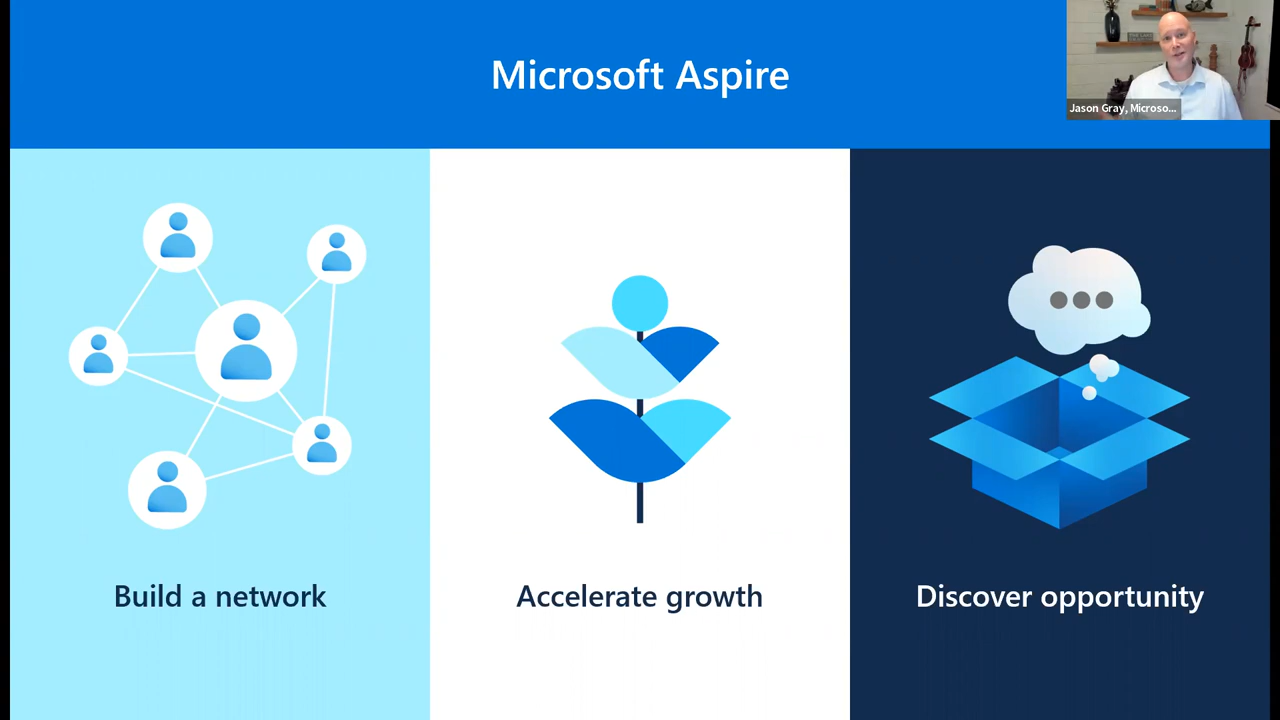 Microsoft Aspire
Jason Gray, Microso...
Build a network
Accelerate growth
Discover opportunity